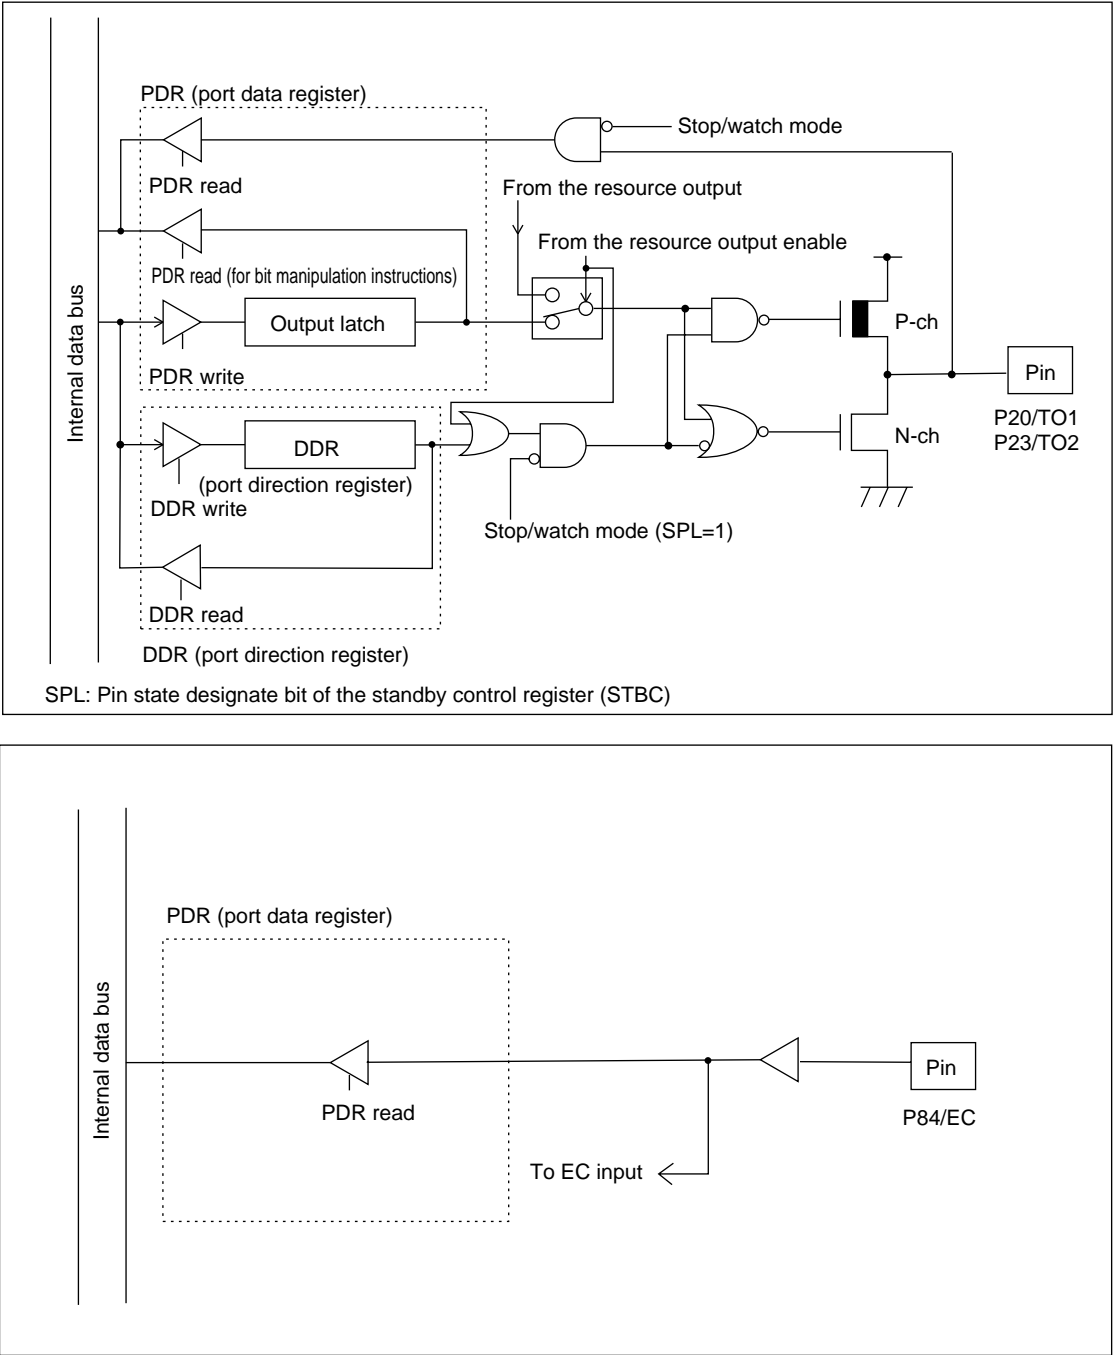 PDR (port data register)
Stop/watch mode
PDR read
From the resource output
From the resource output enable
PDR read (for bit manipulation instructions)
Internal data bus
Output latch
P-ch
PDR write
Pin
P20/TO1
P23/TO2
N-ch
DDR
(port direction register)
DDR write
Stop/watch mode (SPL=1)
DDR read
DDR (port direction register)
SPL: Pin state designate bit of the standby control register (STBC)
PDR (port data register)
Internal data bus
Pin
PDR read
P84/EC
To EC input